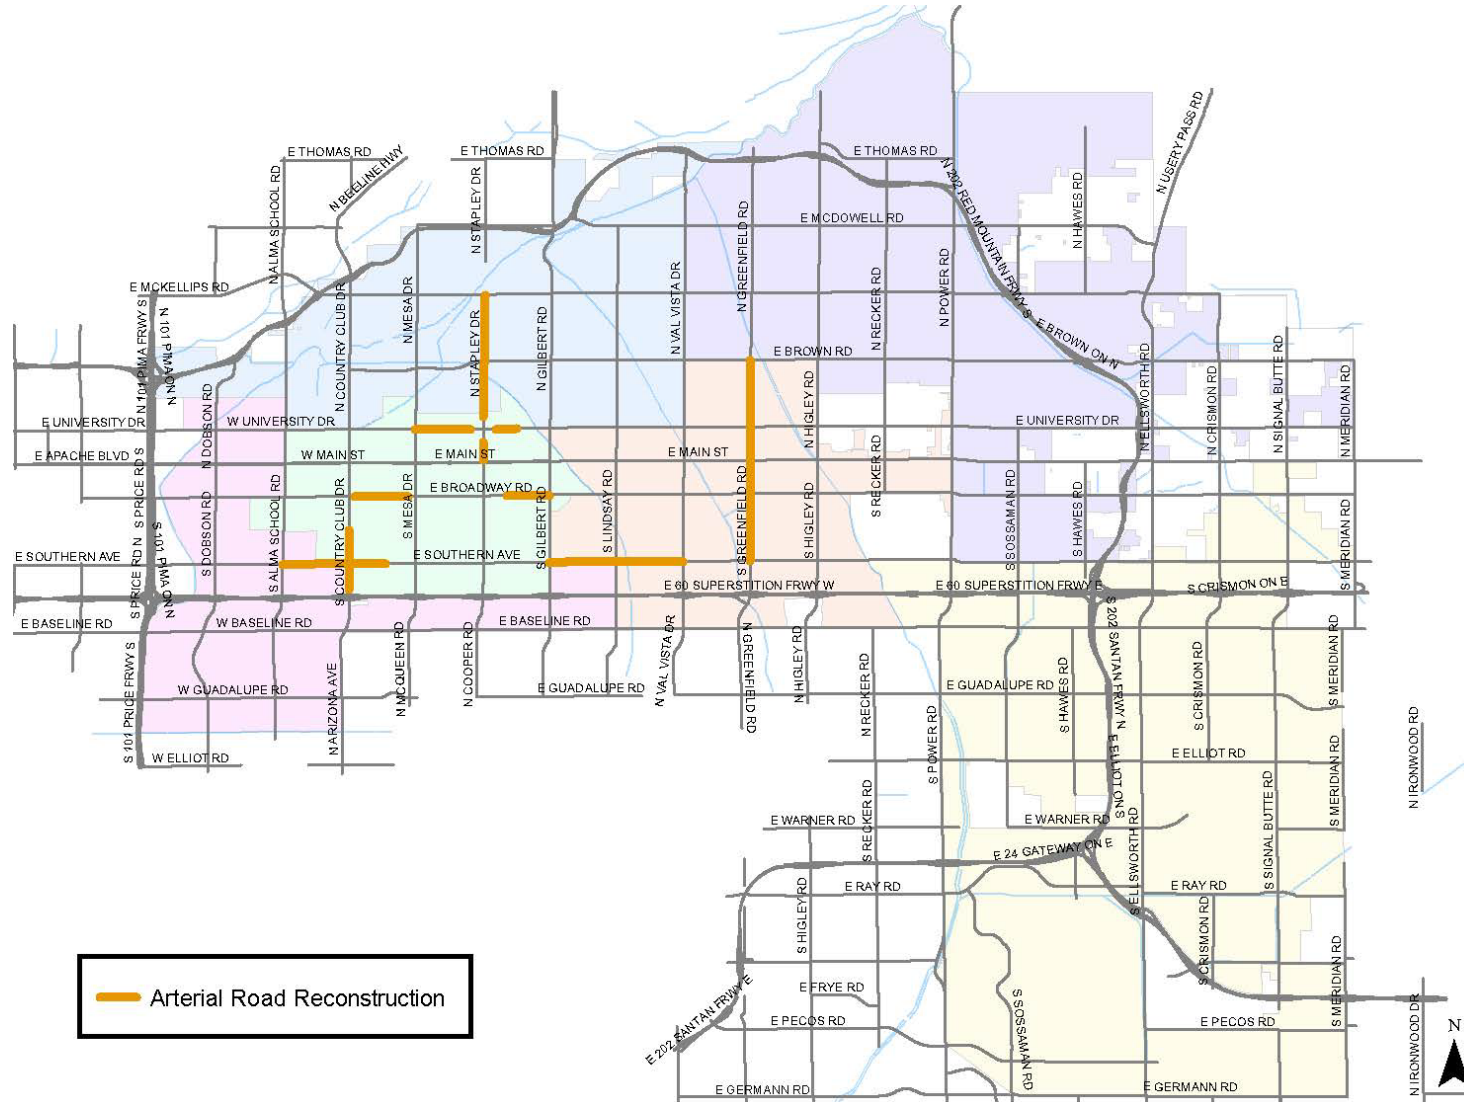 E THOMAS RD
E THOMAS RD
E THOMAS RD
N BEELINE HWY
N ALMA SCHOOL RD
N STAPLEY DR
N 202 RED MOUNTAIN FRWY S
N HAWES RD
N USERY PASS RD
E MCDOWELL RD
N GREENFIELD RD
E MCKELLIPS RD
N 101 PIMA FRWY S
N 101 PIMA ON N
N COUNTRY CLUB DR
N MESA DR
N STAPLEY DR
N GILBERT RD
N VAL VISTA DR
N RECKER RD
N POWER RD
E BROWN RD
E BROWN ON N
N ELLSWORTH RD
N CRISMON RD
N SIGNAL BUTTE RD
N MERIDIAN RD
E UNIVERSITY DR
W UNIVERSITY DR
E UNIVERSITY DR
N DOBSON RD
N HIGLEY RD
E APACHE BLVD
W MAIN ST
E MAIN ST
E MAIN ST
S PRICE RD S
S DOBSON RD
S ALMA SCHOOL RD
S COUNTRY CLUB DR
S MESA DR
E BROADWAY RD
S GILBERT RD
S LINDSAY RD
S GREENFIELD RD
S HIGLEY RD
S RECKER RD
S SOSSAMAN RD
S HAWES RD
S MERIDIAN RD
E SOUTHERN AVE
E SOUTHERN AVE
S PRICE RD N
S 101 PIMA ON N
E 60 SUPERSTITION FRWY W
E 60 SUPERSTITION FRWY E
S CRISMON ON E
E BASELINE RD
W BASELINE RD
E BASELINE RD
S 101 PRICE FRWY S
W GUADALUPE RD
N ARIZONA AVE
N MCQUEEN RD
N COOPER RD
E GUADALUPE RD
N VAL VISTA DR
N GREENFIELD RD
N HIGLEY RD
N RECKER RD
E GUADALUPE RD
S POWER RD
S HAWES RD
S 202 SANTAN FRWY N
S CRISMON RD
S MERIDIAN RD
W ELLIOT RD
E ELLIOT ON S
E ELLIOT RD
N IRONWOOD RD
S MERIDIAN RD
S SIGNAL BUTTE RD
S RECKER RD
E WARNER RD
E WARNER RD
E 24 GATEWAY ON E
S ELLSWORTH RD
E RAY RD
E RAY RD
S HIGLEY RD
S CRISMON RD
S MERIDIAN RD
E FRYE RD
E 202 SANTAN FRWY E
E PECOS RD
E PECOS RD
S SOSSAMAN RD
N IRONWOOD DR
E GERMANN RD
E GERMANN RD
Arterial Road Reconstruction
N